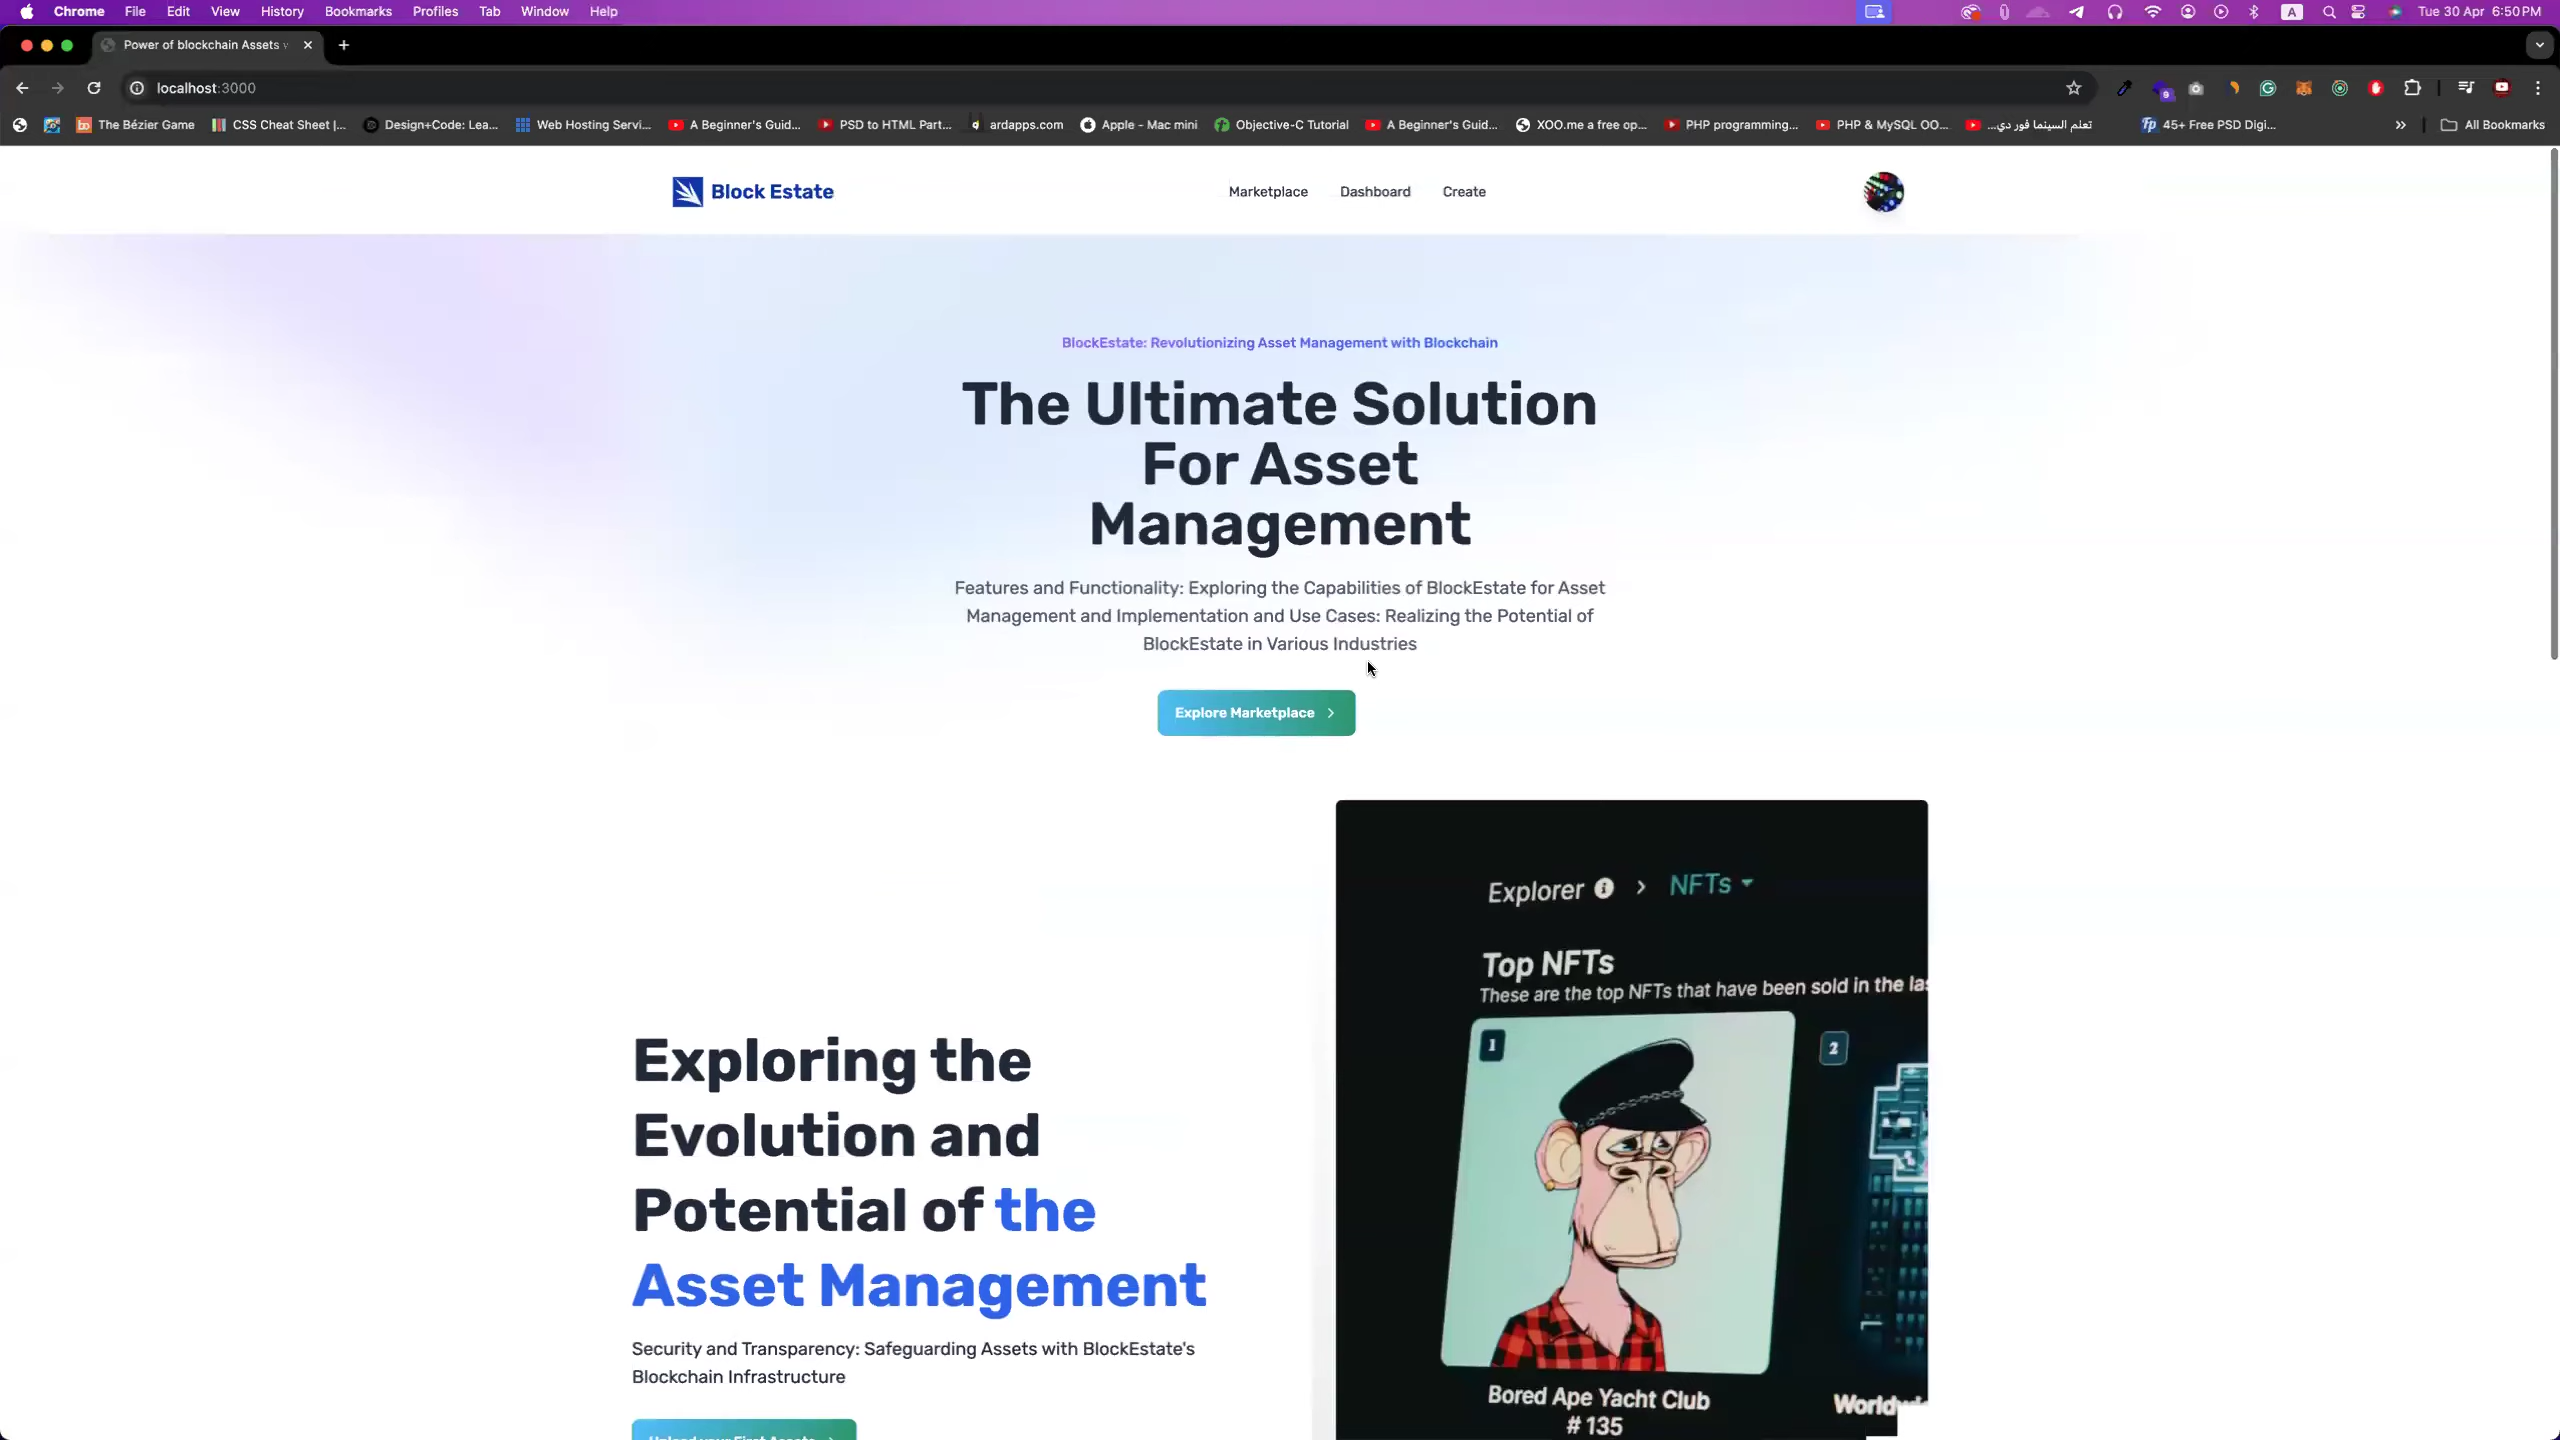 Chrome File Edit View History Bookmarks Profiles Tab Window Help
A
Tue 30 Apr 6:50 PM
Power of blockchain Assets
localhost:3000
9
The Bézier Game
CSS Cheat Sheet |...
Design+Code: Lea...
Web Hosting Servi...
A Beginner's Guid...
PSD to HTML Part...
ardapps.com
Apple - Mac mini
Objective-C Tutorial
A Beginner's Guid...
XOO.me a free op...
PHP programming...
PHP & MySQL OO...
تعلم السينما فور دي...
45+ Free PSD Digi...
All Bookmarks
Block Estate
Marketplace Dashboard Create
BlockEstate: Revolutionizing Asset Management with Blockchain
The Ultimate Solution
For Asset
Management
Features and Functionality: Exploring the Capabilities of BlockEstate for Asset
Management and Implementation and Use Cases: Realizing the Potential of
BlockEstate in Various Industries
Explore Marketplace
Explorer > NFTs
Top NFTs
These are the top NFTs that have been sold in the
1
2
Bored Ape Yacht Club
#135
Exploring the
Evolution and
Potential of the
Asset Management
Security and Transparency: Safeguarding Assets with BlockEstate's
Blockchain Infrastructure